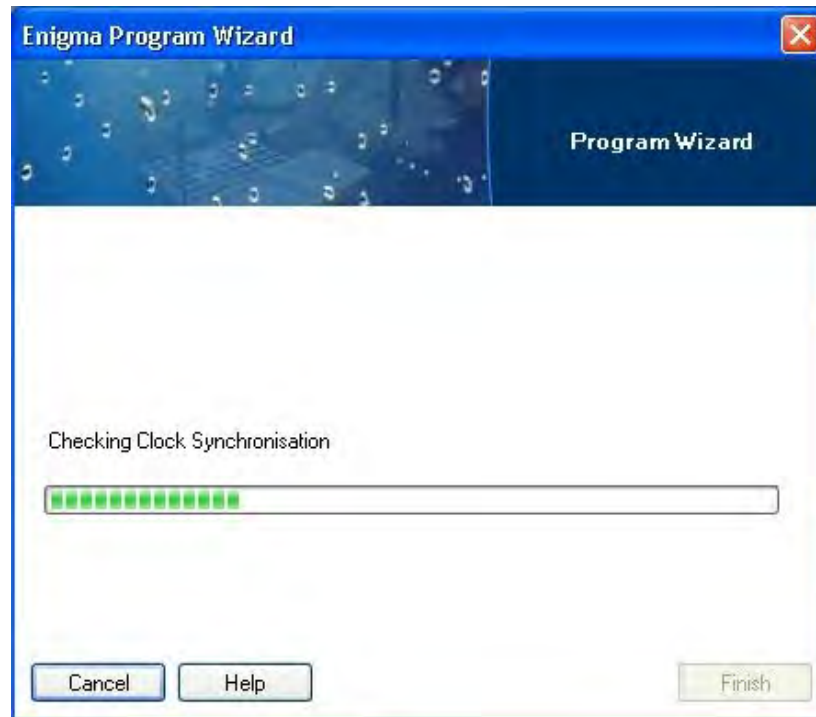 Enigma Program Wizard
Program Wizard
Checking Clock Synchronisation
Cancel
Help
Finish